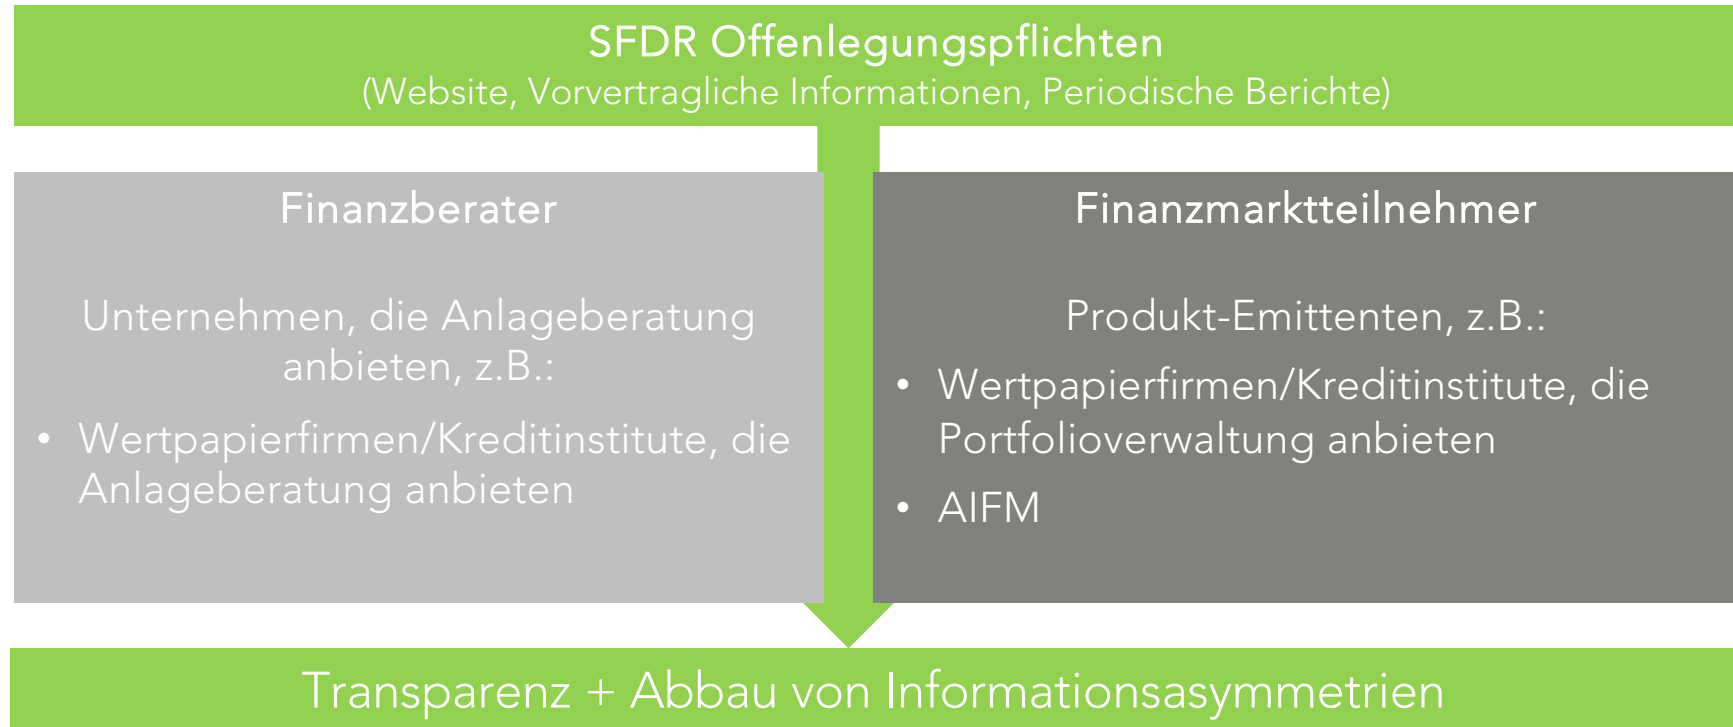 SFDR Offenlegungspflichten
(Website, Vorvertragliche Informationen, Periodische Berichte)
Finanzberater
Unternehmen, die Anlageberatung
anbieten, z.B.:
• Wertpapierfirmen/Kreditinstitute, die
Anlageberatung anbieten
Finanzmarktteilnehmer
Produkt-Emittenten, z.B.:
• Wertpapierfirmen/Kreditinstitute, die
Portfolioverwaltung anbieten
• AIFM
Transparenz + Abbau von Informationsasymmetrien